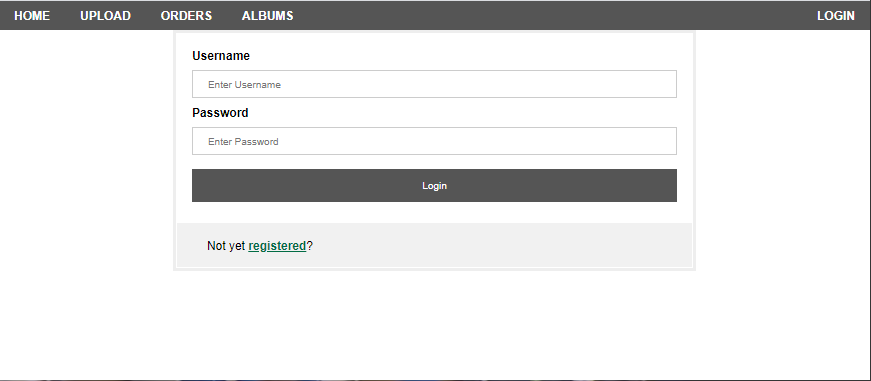 HOME UPLOAD ORDERS ALBUMS LOGIN
Username
Enter Username
Password
Enter Password
Login
Not yet registered?